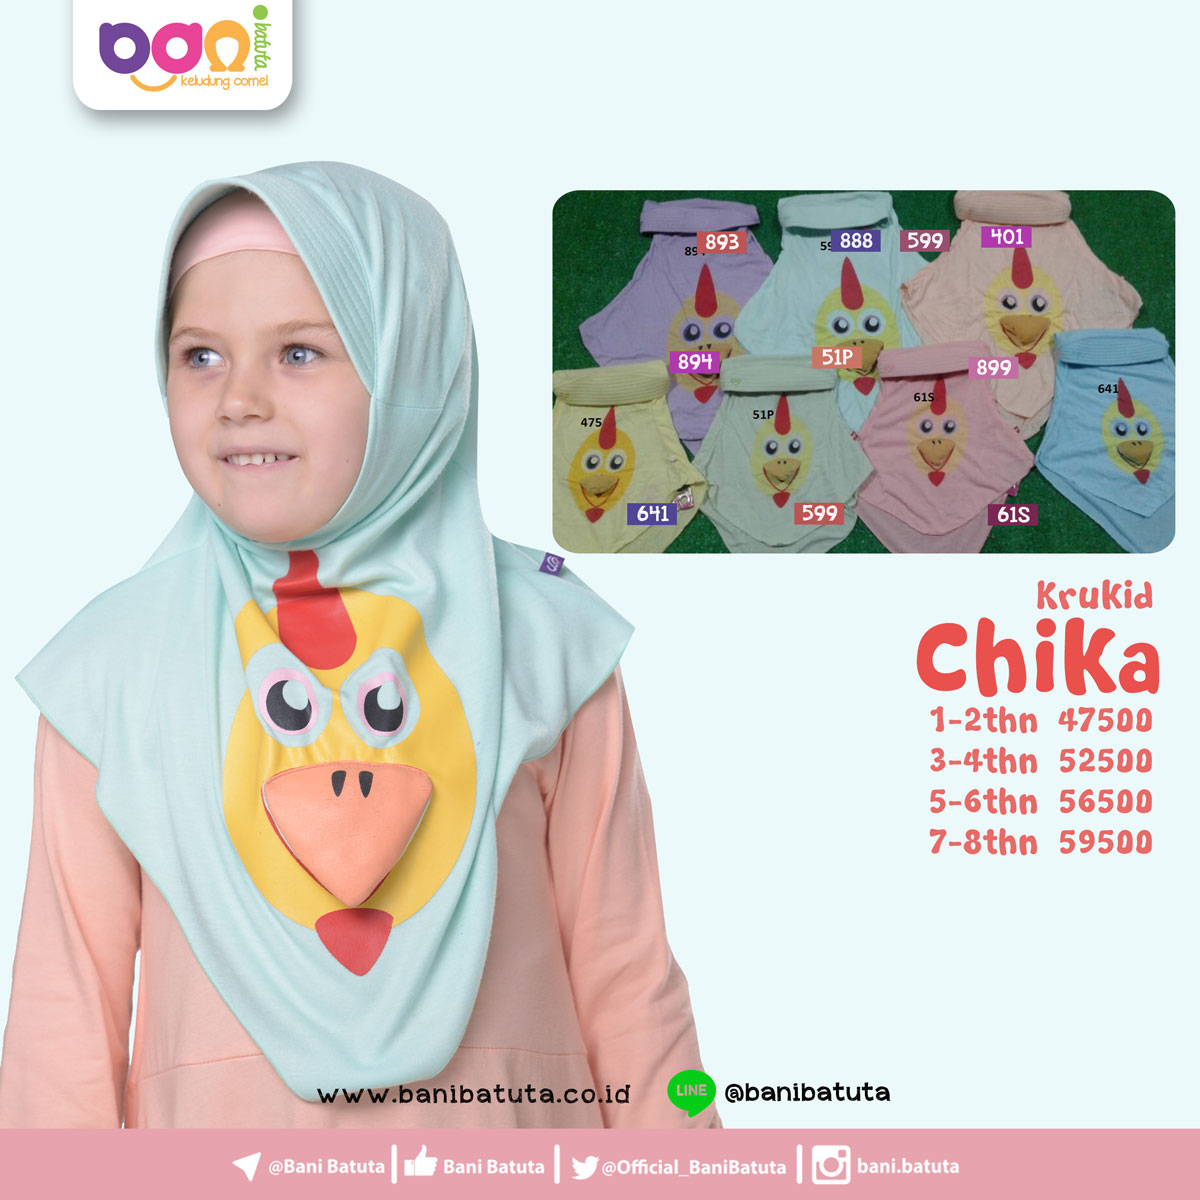 bani
batuta
keludung comel
893
894
888
599
401
894
51P
899
475
51P
61S
641
641
599
61S
KruKid
ChiKa
1-2thn 47500
3-4thn 52500
5-6thn 56500
7-8thn 59500
www.banibatuta.co.id
LINE
@banibatuta
@Bani Batuta
Bani Batuta
@Official_BaniBatuta
bani.batuta